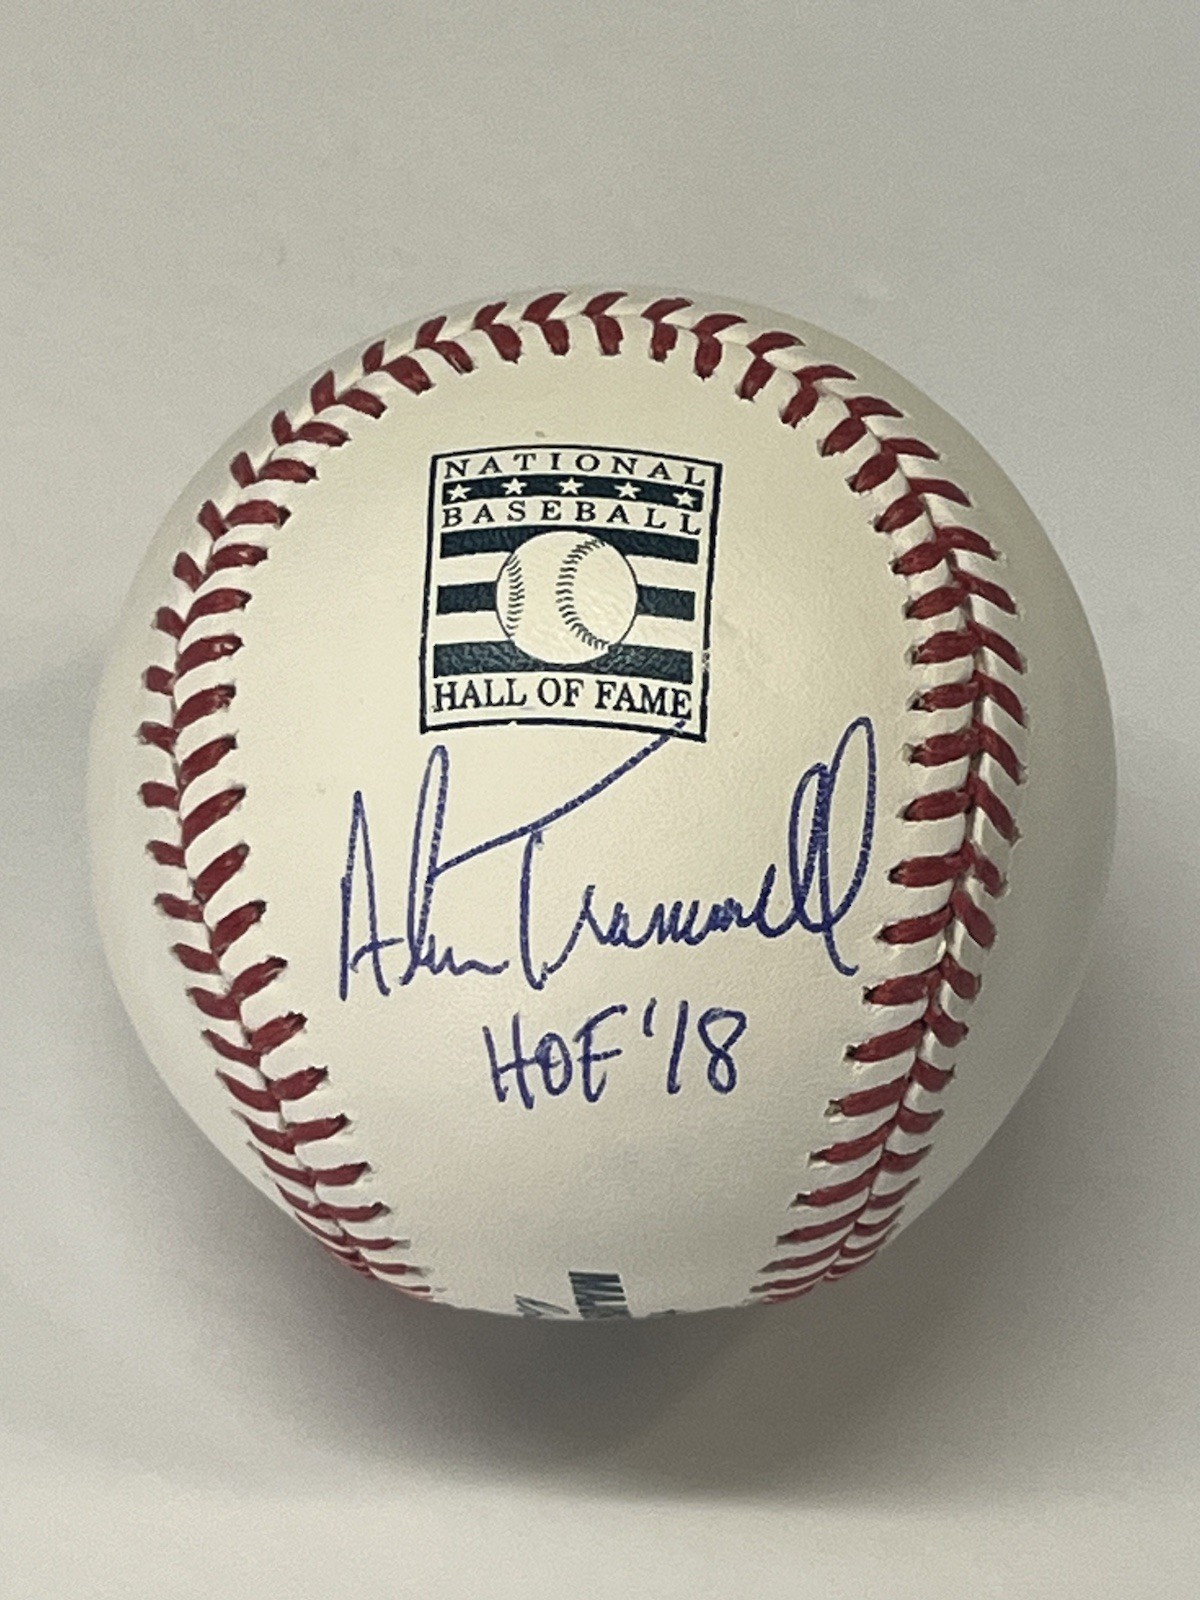 NATIONAL
BASEBALL
HALL OF FAME
Alan Trammell
HOF '18